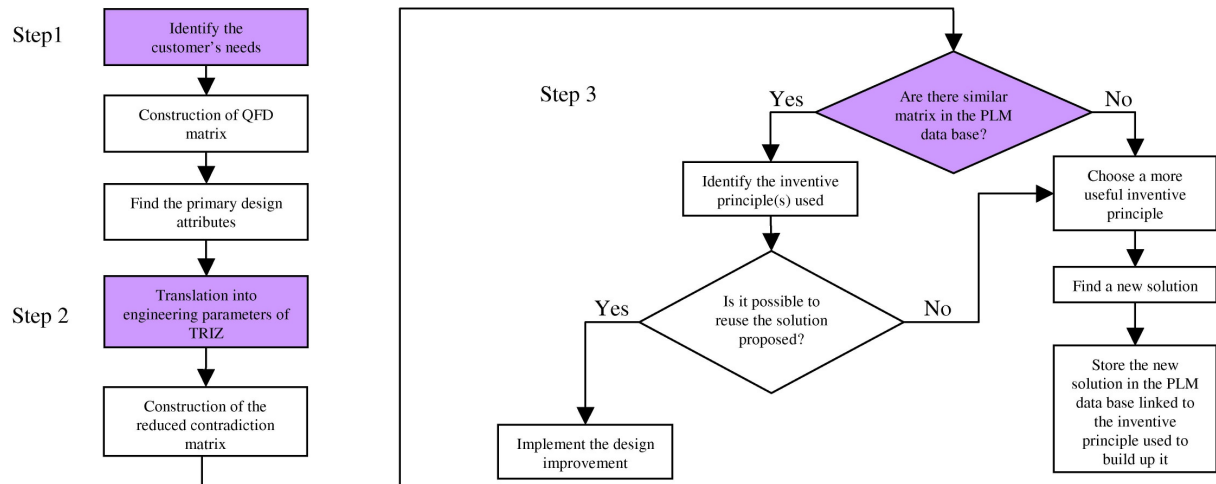 Step1
Identify the
customer's needs
Construction of QFD
matrix
Find the primary design
attributes
Step 2
Translation into
engineering parameters of
TRIZ
Construction of the
reduced contradiction
matrix
Step 3
Are there similar
matrix in the PLM
data base?
Yes
No
Identify the inventive
principle(s) used
Choose a more
useful inventive
principle
Is it possible to
reuse the solution
proposed?
Yes
No
Find a new solution
Implement the design
improvement
Store the new
solution in the PLM
data base linked to
the inventive
principle used to
build up it